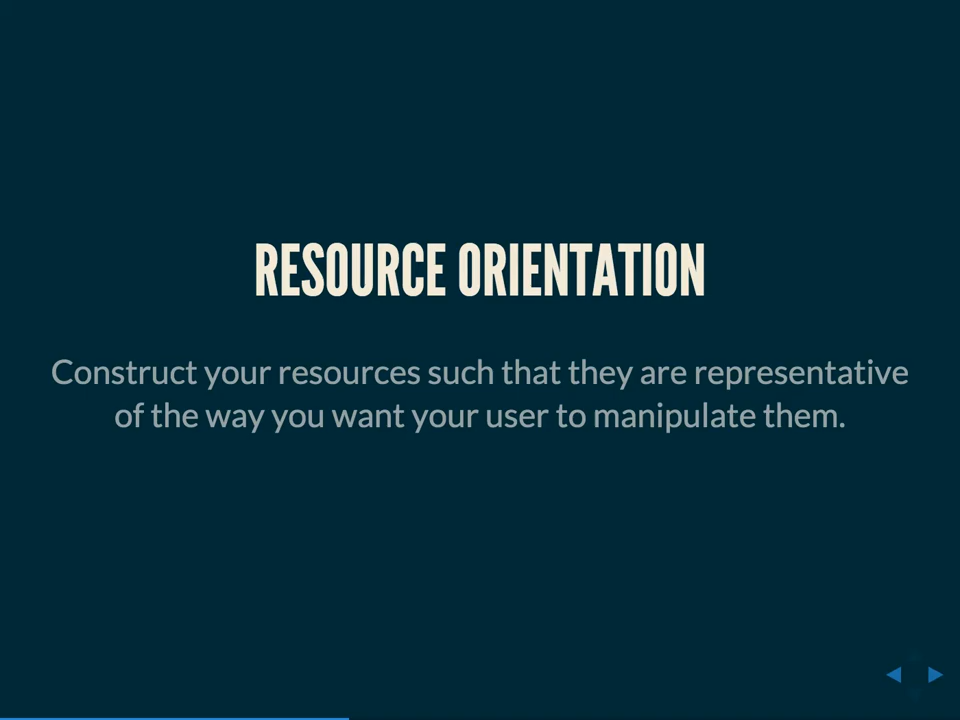 RESOURCE ORIENTATION
Construct your resources such that they are representative
of the way you want your user to manipulate them.